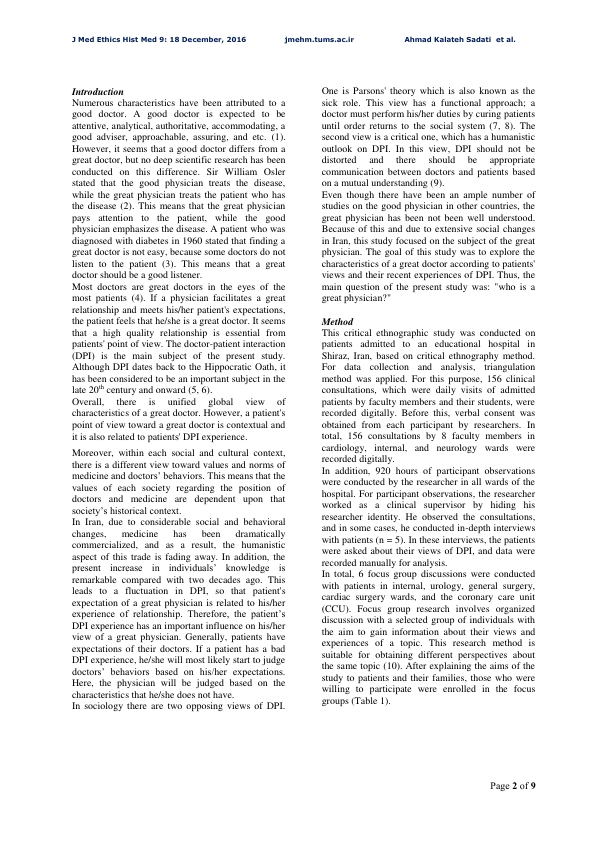 J Med Ethics Hist Med 9: 18 December, 2016 jmehm.tums.ac.ir Ahmad Kalateh Sadati et al.
Introduction
Numerous characteristics have been attributed to a
good doctor. A good doctor is expected to be
attentive, analytical, authoritative, accommodating, a
good adviser, approachable, assuring, and etc. (1).
However, it seems that a good doctor differs from a
great doctor, but no deep scientific research has been
conducted on this difference. Sir William Osler
stated that the good physician treats the disease,
while the great physician treats the patient who has
the disease (2). This means that the great physician
pays attention to the patient, while the good
physician emphasizes the disease. A patient who was
diagnosed with diabetes in 1960 stated that finding a
great doctor is not easy, because some doctors do not
listen to the patient (3). This means that a great
doctor should be a good listener.
Most doctors are great doctors in the eyes of the
most patients (4). If a physician facilitates a great
relationship and meets his/her patient's expectations,
the patient feels that he/she is a great doctor. It seems
that a high quality relationship is essential from
patients' point of view. The doctor-patient interaction
(DPI) is the main subject of the present study.
Although DPI dates back to the Hippocratic Oath, it
has been considered to be an important subject in the
late 20th century and onward (5, 6).
Overall, there is unified global view of
characteristics of a great doctor. However, a patient's
point of view toward a great doctor is contextual and
it is also related to patients' DPI experience.
Moreover, within each social and cultural context,
there is a different view toward values and norms of
medicine and doctors’ behaviors. This means that the
values of each society regarding the position of
doctors and medicine are dependent upon that
society’s historical context.
In Iran, due to considerable social and behavioral
changes, medicine has been dramatically
commercialized, and as a result, the humanistic
aspect of this trade is fading away. In addition, the
present increase in individuals’ knowledge is
remarkable compared with two decades ago. This
leads to a fluctuation in DPI, so that patient's
expectation of a great physician is related to his/her
experience of relationship. Therefore, the patient’s
DPI experience has an important influence on his/her
view of a great physician. Generally, patients have
expectations of their doctors. If a patient has a bad
DPI experience, he/she will most likely start to judge
doctors’ behaviors based on his/her expectations.
Here, the physician will be judged based on the
characteristics that he/she does not have.
In sociology there are two opposing views of DPI.
One is Parsons' theory which is also known as the
sick role. This view has a functional approach; a
doctor must perform his/her duties by curing patients
until order returns to the social system (7, 8). The
second view is a critical one, which has a humanistic
outlook on DPI. In this view, DPI should not be
distorted and there should be appropriate
communication between doctors and patients based
on a mutual understanding (9).
Even though there have been an ample number of
studies on the good physician in other countries, the
great physician has been not been well understood.
Because of this and due to extensive social changes
in Iran, this study focused on the subject of the great
physician. The goal of this study was to explore the
characteristics of a great doctor according to patients'
views and their recent experiences of DPI. Thus, the
main question of the present study was: "who is a
great physician?"
Method
This critical ethnographic study was conducted on
patients admitted to an educational hospital in
Shiraz, Iran, based on critical ethnography method.
For data collection and analysis, triangulation
method was applied. For this purpose, 156 clinical
consultations, which were daily visits of admitted
patients by faculty members and their students, were
recorded digitally. Before this, verbal consent was
obtained from each participant by researchers. In
total, 156 consultations by 8 faculty members in
cardiology, internal, and neurology wards were
recorded digitally.
In addition, 920 hours of participant observations
were conducted by the researcher in all wards of the
hospital. For participant observations, the researcher
worked as a clinical supervisor by hiding his
researcher identity. He observed the consultations,
and in some cases, he conducted in-depth interviews
with patients (n = 5). In these interviews, the patients
were asked about their views of DPI, and data were
recorded manually for analysis.
In total, 6 focus group discussions were conducted
with patients in internal, urology, general surgery,
cardiac surgery wards, and the coronary care unit
(CCU). Focus group research involves organized
discussion with a selected group of individuals with
the aim to gain information about their views and
experiences of a topic. This research method is
suitable for obtaining different perspectives about
the same topic (10). After explaining the aims of the
study to patients and their families, those who were
willing to participate were enrolled in the focus
groups (Table 1).
Page 2 of 9